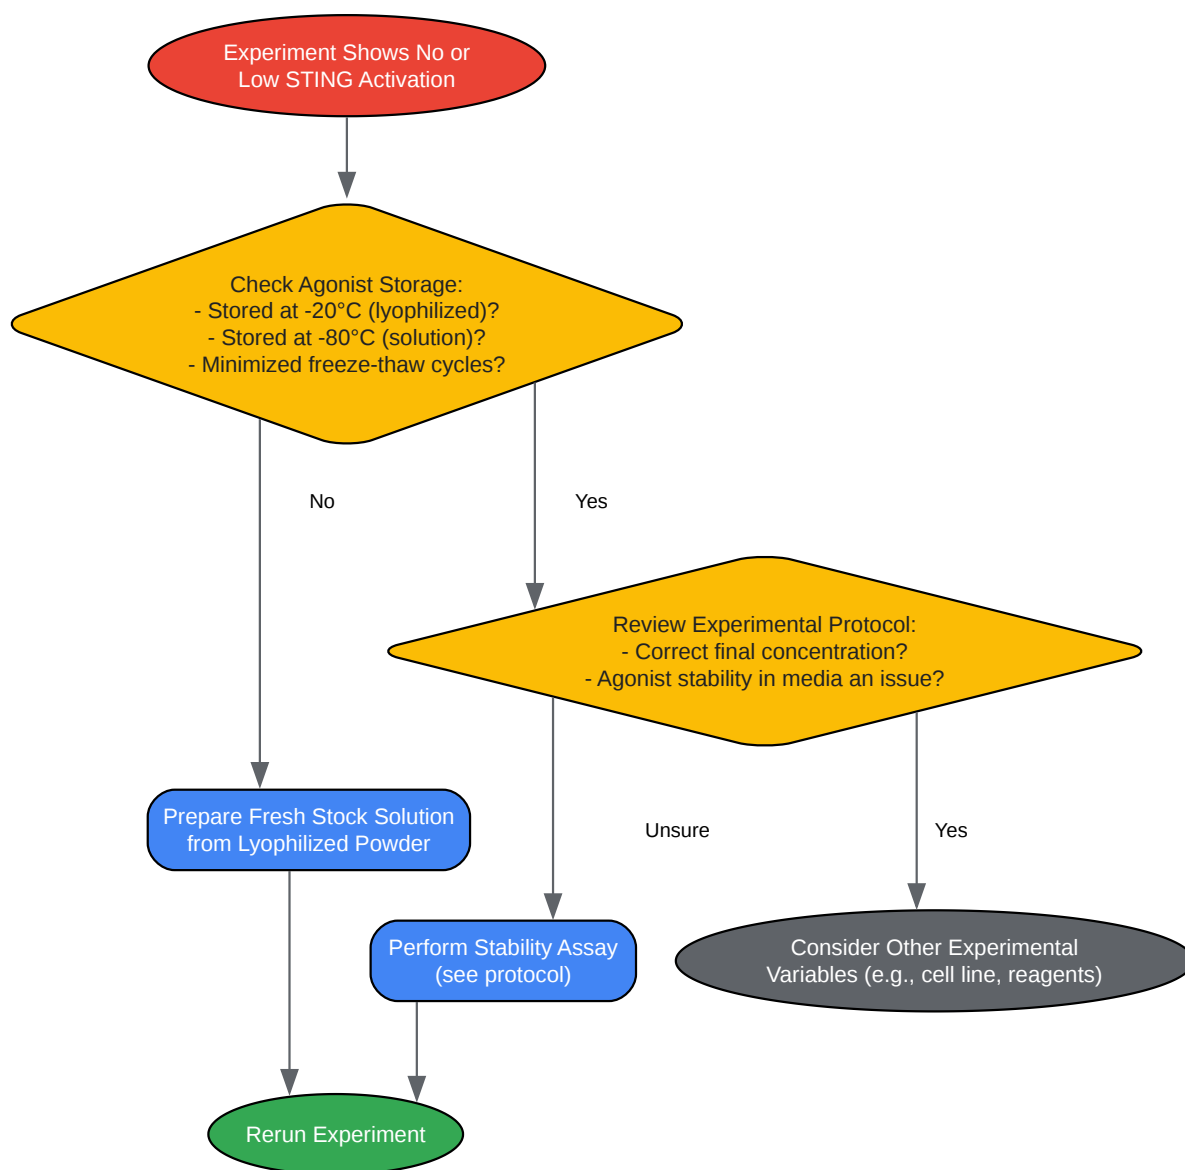 Experiment Shows No or
Low STING Activation
Check Agonist Storage:
- Stored at -20°C (lyophilized)?
- Stored at -80°C (solution)?
- Minimized freeze-thaw cycles?
No
Yes
Review Experimental Protocol:
- Correct final concentration?
- Agonist stability in media an issue?
Prepare Fresh Stock Solution
from Lyophilized Powder
Unsure
Yes
Perform Stability Assay
(see protocol)
Consider Other Experimental
Variables (e.g., cell line, reagents)
Rerun Experiment